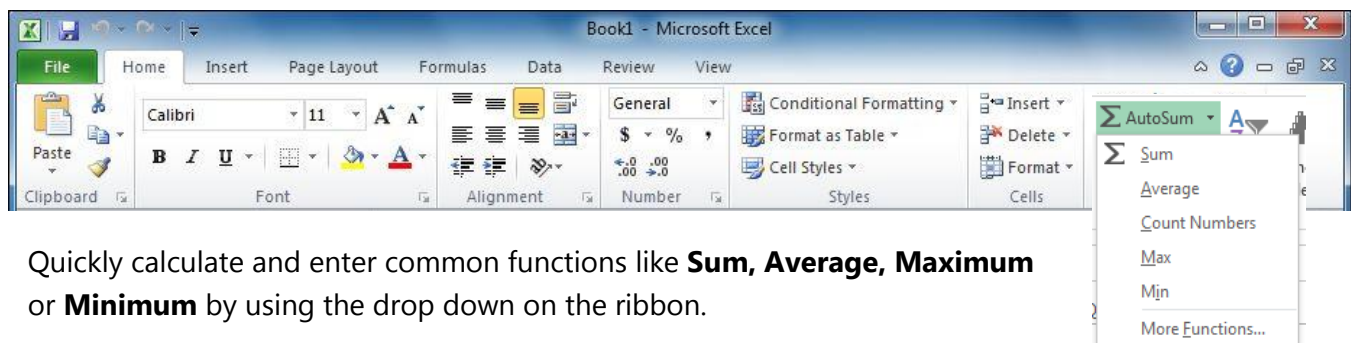 Book1 - Microsoft Excel
File Home Insert Page Layout Formulas Data Review View
Calibri 11 A A General Conditional Formatting Insert AutoSum
Paste B I U A $ % , Format as Table Delete
Cell Styles Format
Clipboard Font Alignment Number Styles Cells
Σ Sum
Average
Count Numbers
Max
Min
More Functions...
Quickly calculate and enter common functions like Sum, Average, Maximum
or Minimum by using the drop down on the ribbon.